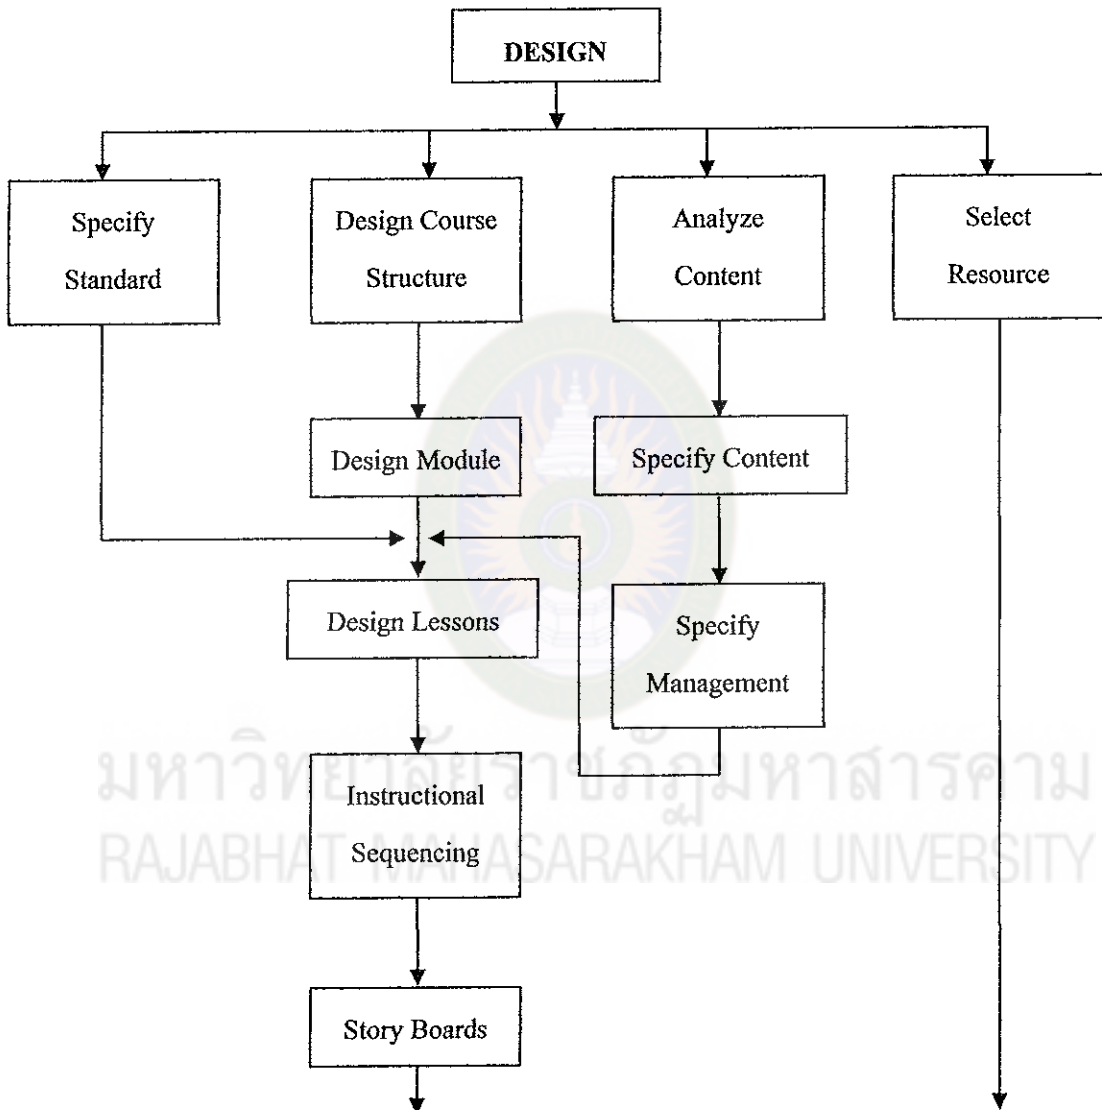 DESIGN
Specify
Standard
Design Course
Structure
Analyze
Content
Select
Resource
Design Module
Specify Content
Design Lessons
Specify
Management
Instructional
Sequencing
Story Boards
มหาวิทยาลัยราชภัฏมหาสารคาม
RAJABHAT MAHASARAKHAM UNIVERSITY